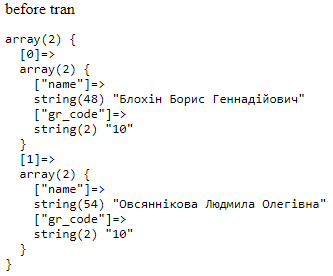 before tran
array(2) {
[0]=>
array(2) {
["name"]=>
string(48) "Блохін Борис Геннадійович"
["gr_code"]=>
string(2) "10"
}
[1]=>
array(2) {
["name"]=>
string(54) "Овсяннікова Людмила Олегівна"
["gr_code"]=>
string(2) "10"
}
}